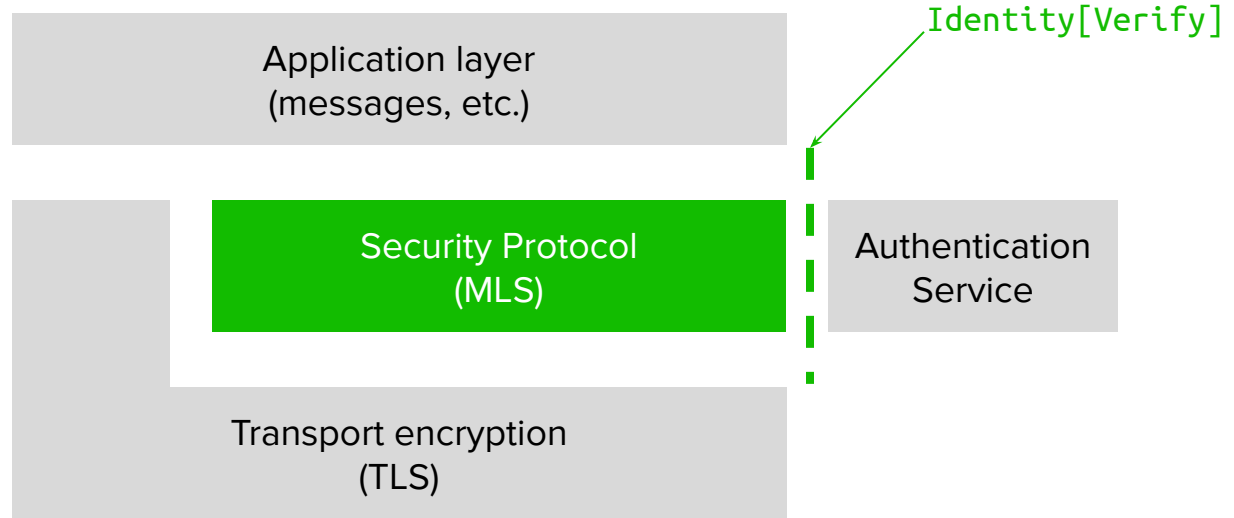 Identity[Verify]
Application layer
(messages, etc.)
Security Protocol
(MLS)
Authentication
Service
Transport encryption
(TLS)